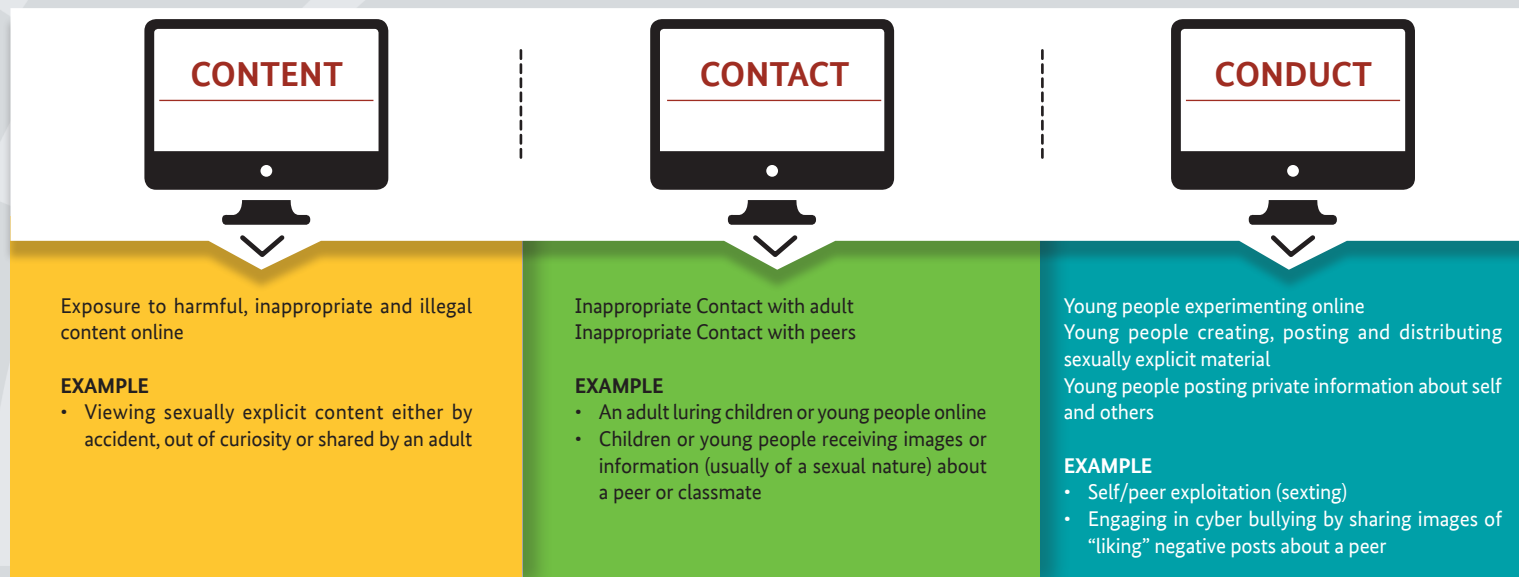 CONTENT
Exposure to harmful, inappropriate and illegal
content online
EXAMPLE
• Viewing sexually explicit content either by
accident, out of curiosity or shared by an adult
CONTACT
Inappropriate Contact with adult
Inappropriate Contact with peers
EXAMPLE
• An adult luring children or young people online
• Children or young people receiving images or
information (usually of a sexual nature) about
a peer or classmate
CONDUCT
Young people experimenting online
Young people creating, posting and distributing
sexually explicit material
Young people posting private information about self
and others
EXAMPLE
• Self/peer exploitation (sexting)
• Engaging in cyber bullying by sharing images of
“liking” negative posts about a peer